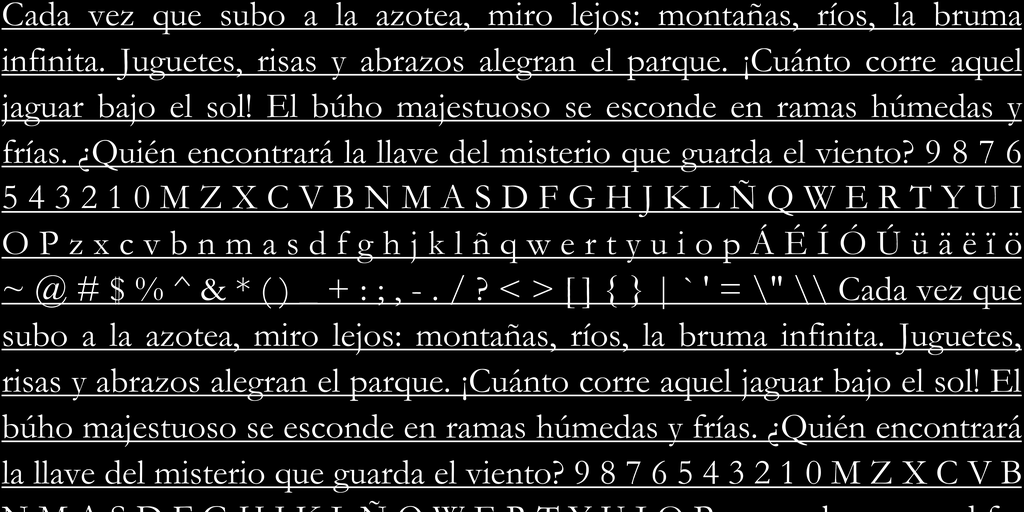 Cada vez que subo a la azotea, miro lejos: montañas, ríos, la bruma
infinita. Juguetes, risas y abrazos alegran el parque. ¡Cuánto corre aquel
jaguar bajo el sol! El búho majestuoso se esconde en ramas húmedas y
frías. ¿Quién encontrará la llave del misterio que guarda el viento? 9 8 7 6
5 4 3 2 1 0 M Z X C V B N M A S D F G H J K L Ñ Q W E R T Y U I
O P z x c v b n m a s d f g h j k l ñ q w e r t y u i o p Á É Í Ó Ú ü ä ë ï ö
~ @ # $ % ^ & * ( ) _ + : ; , - . / ? < > [ ] { } | ` ' = \" \\ Cada vez que
subo a la azotea, miro lejos: montañas, ríos, la bruma infinita. Juguetes,
risas y abrazos alegran el parque. ¡Cuánto corre aquel jaguar bajo el sol! El
búho majestuoso se esconde en ramas húmedas y frías. ¿Quién encontrará
la llave del misterio que guarda el viento? 9 8 7 6 5 4 3 2 1 0 M Z X C V B